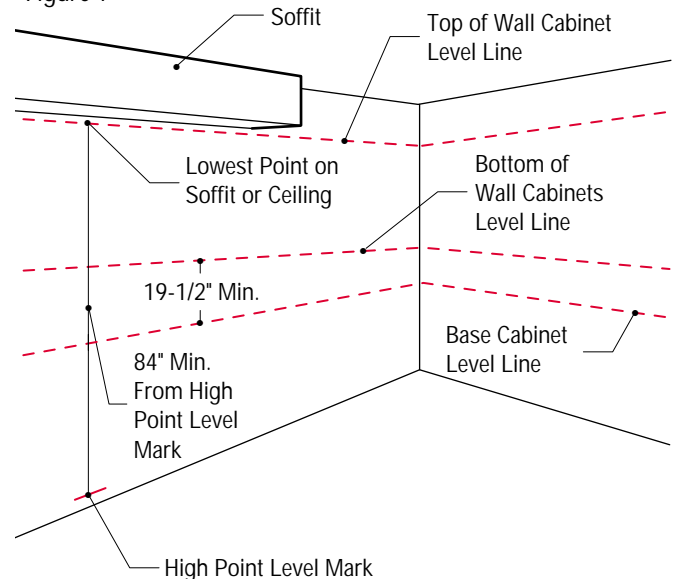 Soffit
Top of Wall Cabinet
Level Line
Lowest Point on
Soffit or Ceiling
Bottom of
Wall Cabinets
Level Line
19-1/2" Min.
Base Cabinet
Level Line
84" Min.
From High
Point Level
Mark
High Point Level Mark